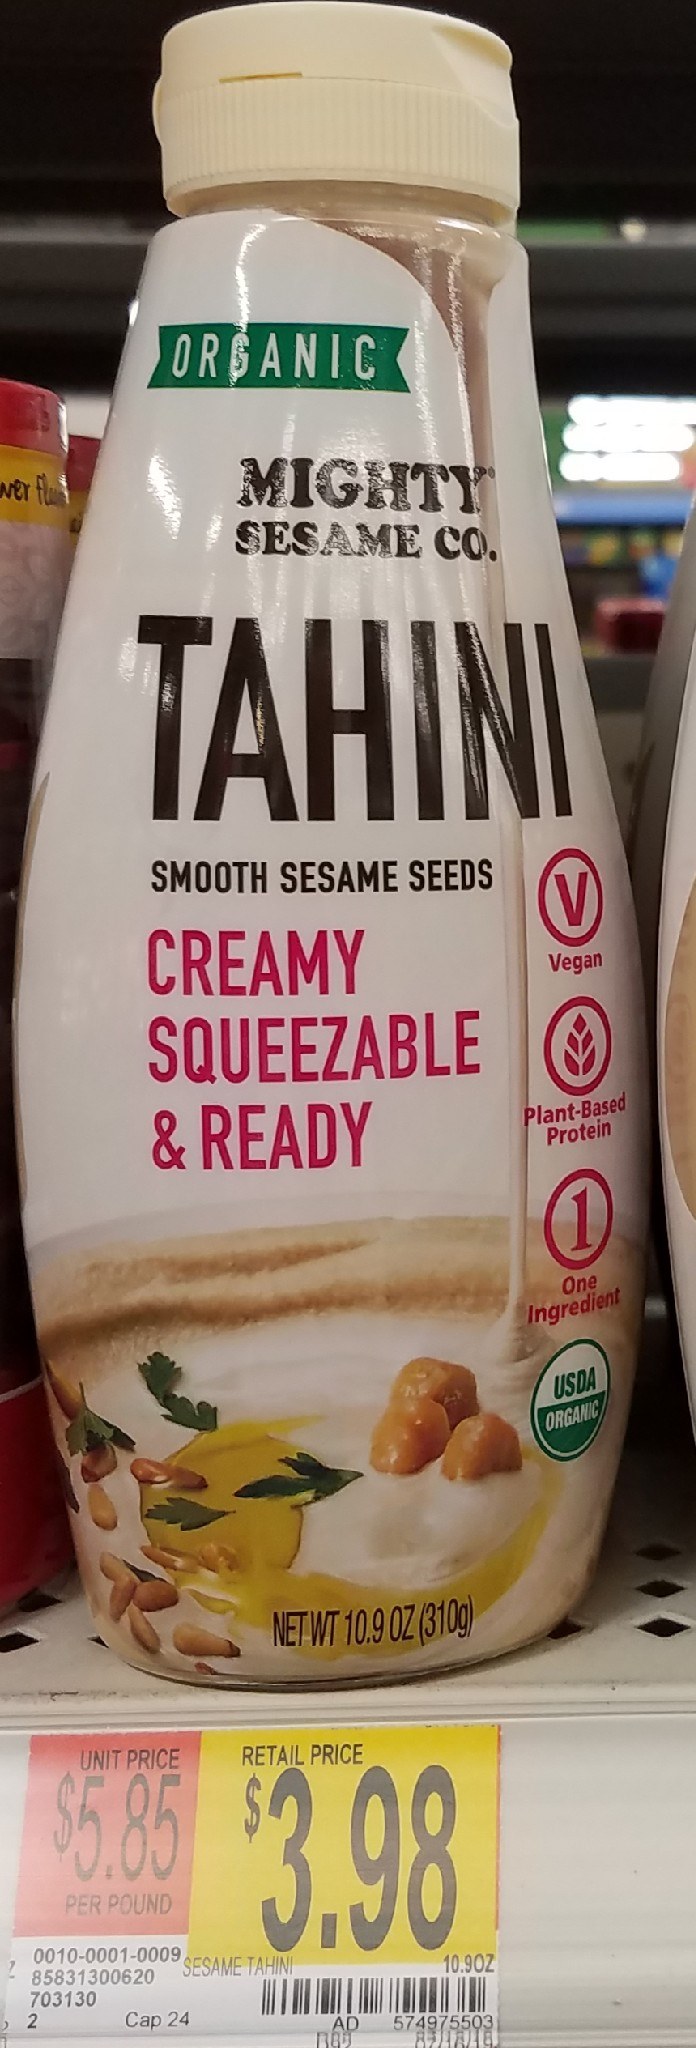 ORGANIC
MIGHTY
SESAME CO.
TAHINI
SMOOTH SESAME SEEDS
CREAMY
SQUEEZABLE
& READY
V
Vegan
Plant-Based
Protein
1
One
Ingredient
USDA
ORGANIC
NET WT 10.9 OZ (310g)
UNIT PRICE
$5.85
PER POUND
RETAIL PRICE
$3.98
0010-0001-0009
85831300620
703130
2 Cap 24
SESAME TAHINI 10.9OZ
AD 574975503